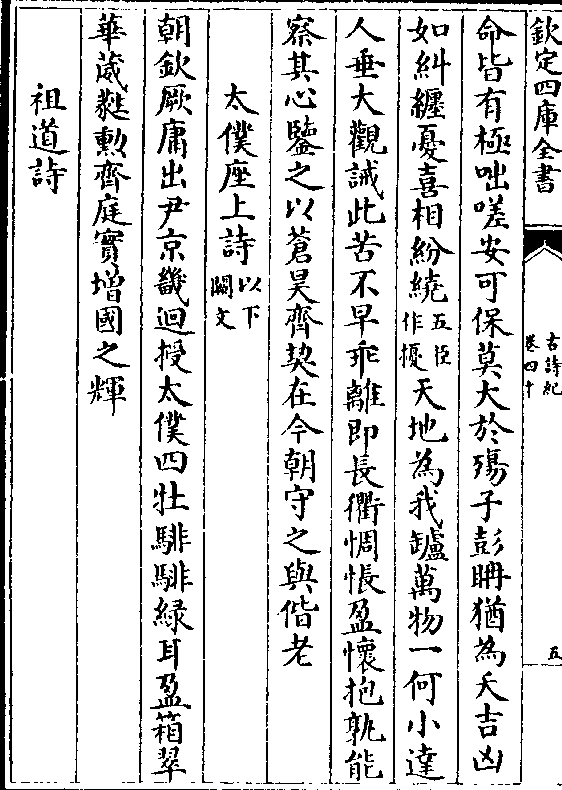 欽定四庫全書
古詩紀
卷四十
五
命皆有極咄嗟安可保莫大於殤子彭耼猶為夭吉凶
如糾纏憂喜相紛繞五臣作擾天地為我罏萬物一何小達
人垂大觀誡此苦不早乖離即長衢惆悵盈懷抱孰能
察其心鑒之以蒼昊齊契在今朝守之與偕老
太僕座上詩以下闕文
朝欽厥庸出尹京畿迴授太僕四牡騑騑緑耳盈箱翠
華葳蕤勲齊庭實增國之輝
祖道詩